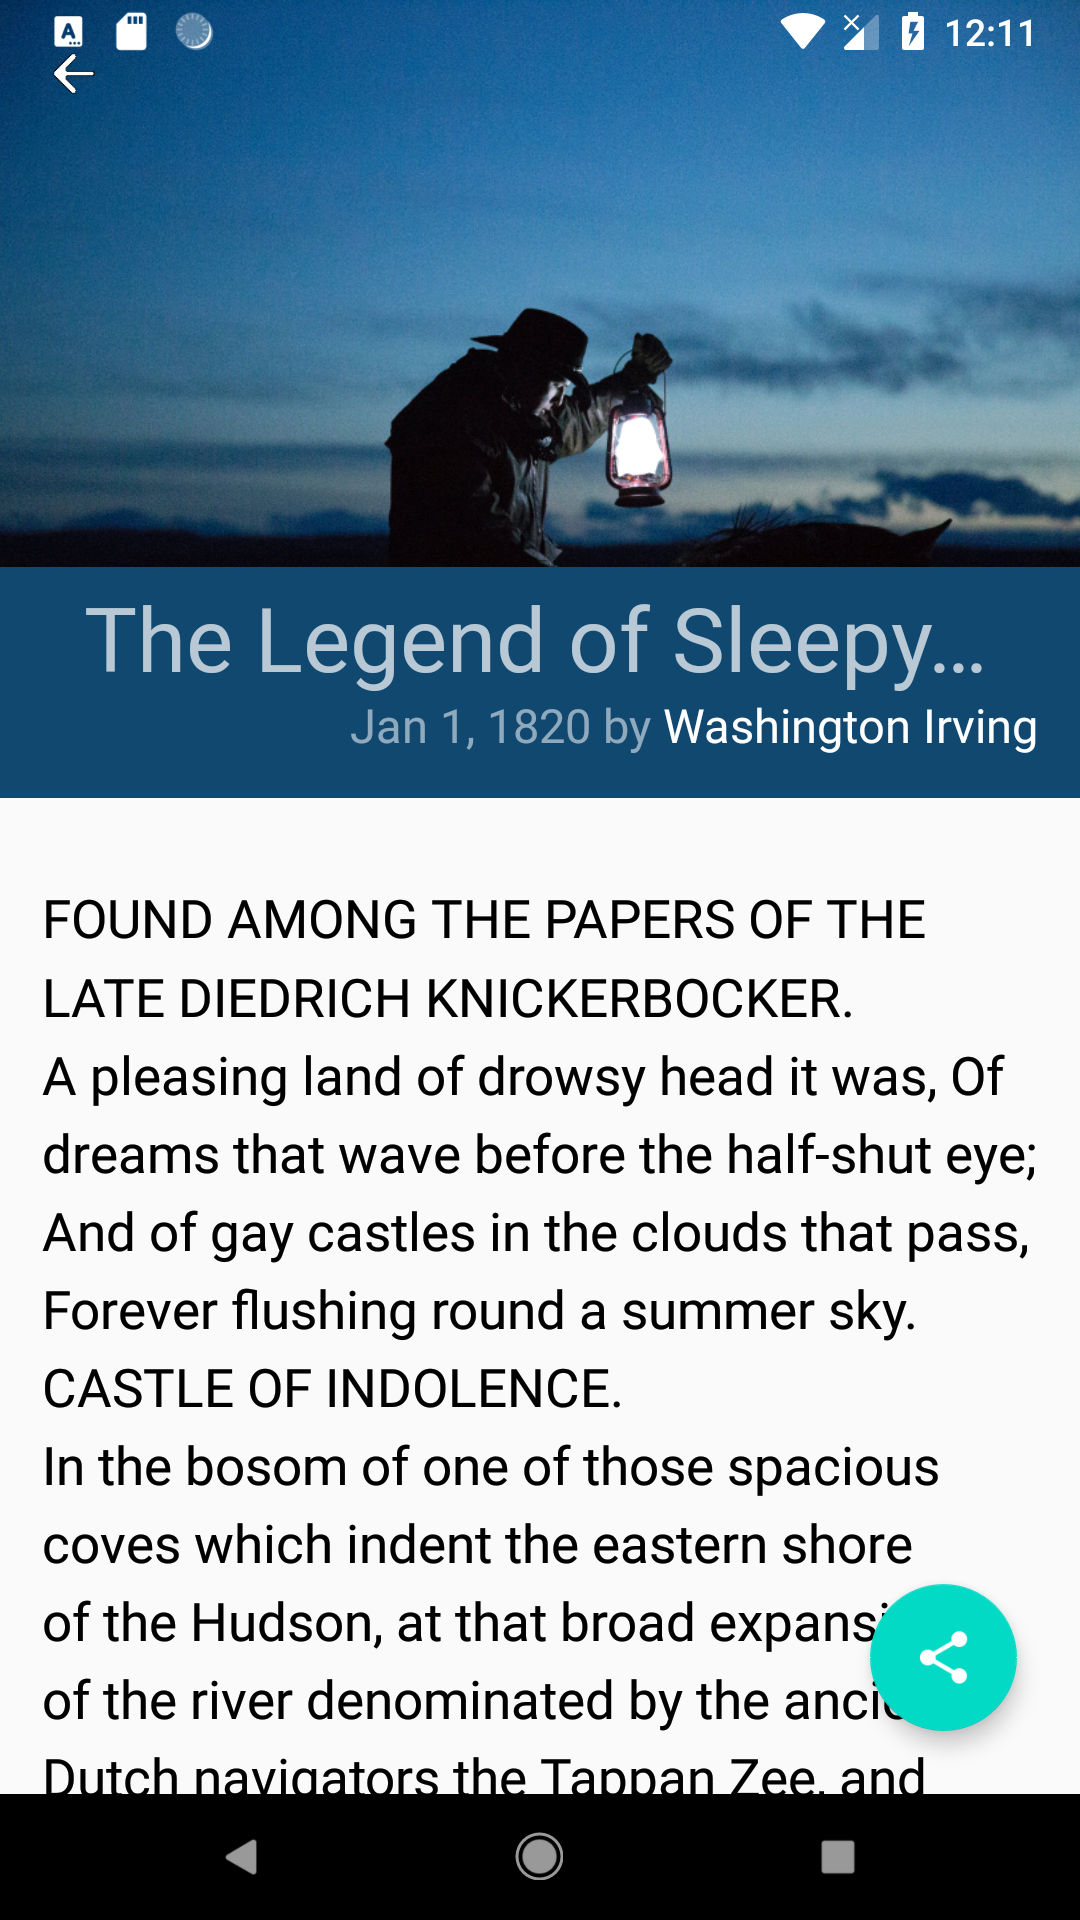 12:11
The Legend of Sleepy...
Jan 1, 1820 by Washington Irving
FOUND AMONG THE PAPERS OF THE
LATE DIEDRICH KNICKERBOCKER.
A pleasing land of drowsy head it was, Of
dreams that wave before the half-shut eye;
And of gay castles in the clouds that pass,
Forever flushing round a summer sky.
CASTLE OF INDOLENCE.
In the bosom of one of those spacious
coves which indent the eastern shore
of the Hudson, at that broad
of the river denominated by the
Dutch navigators the Tappan Zee, and